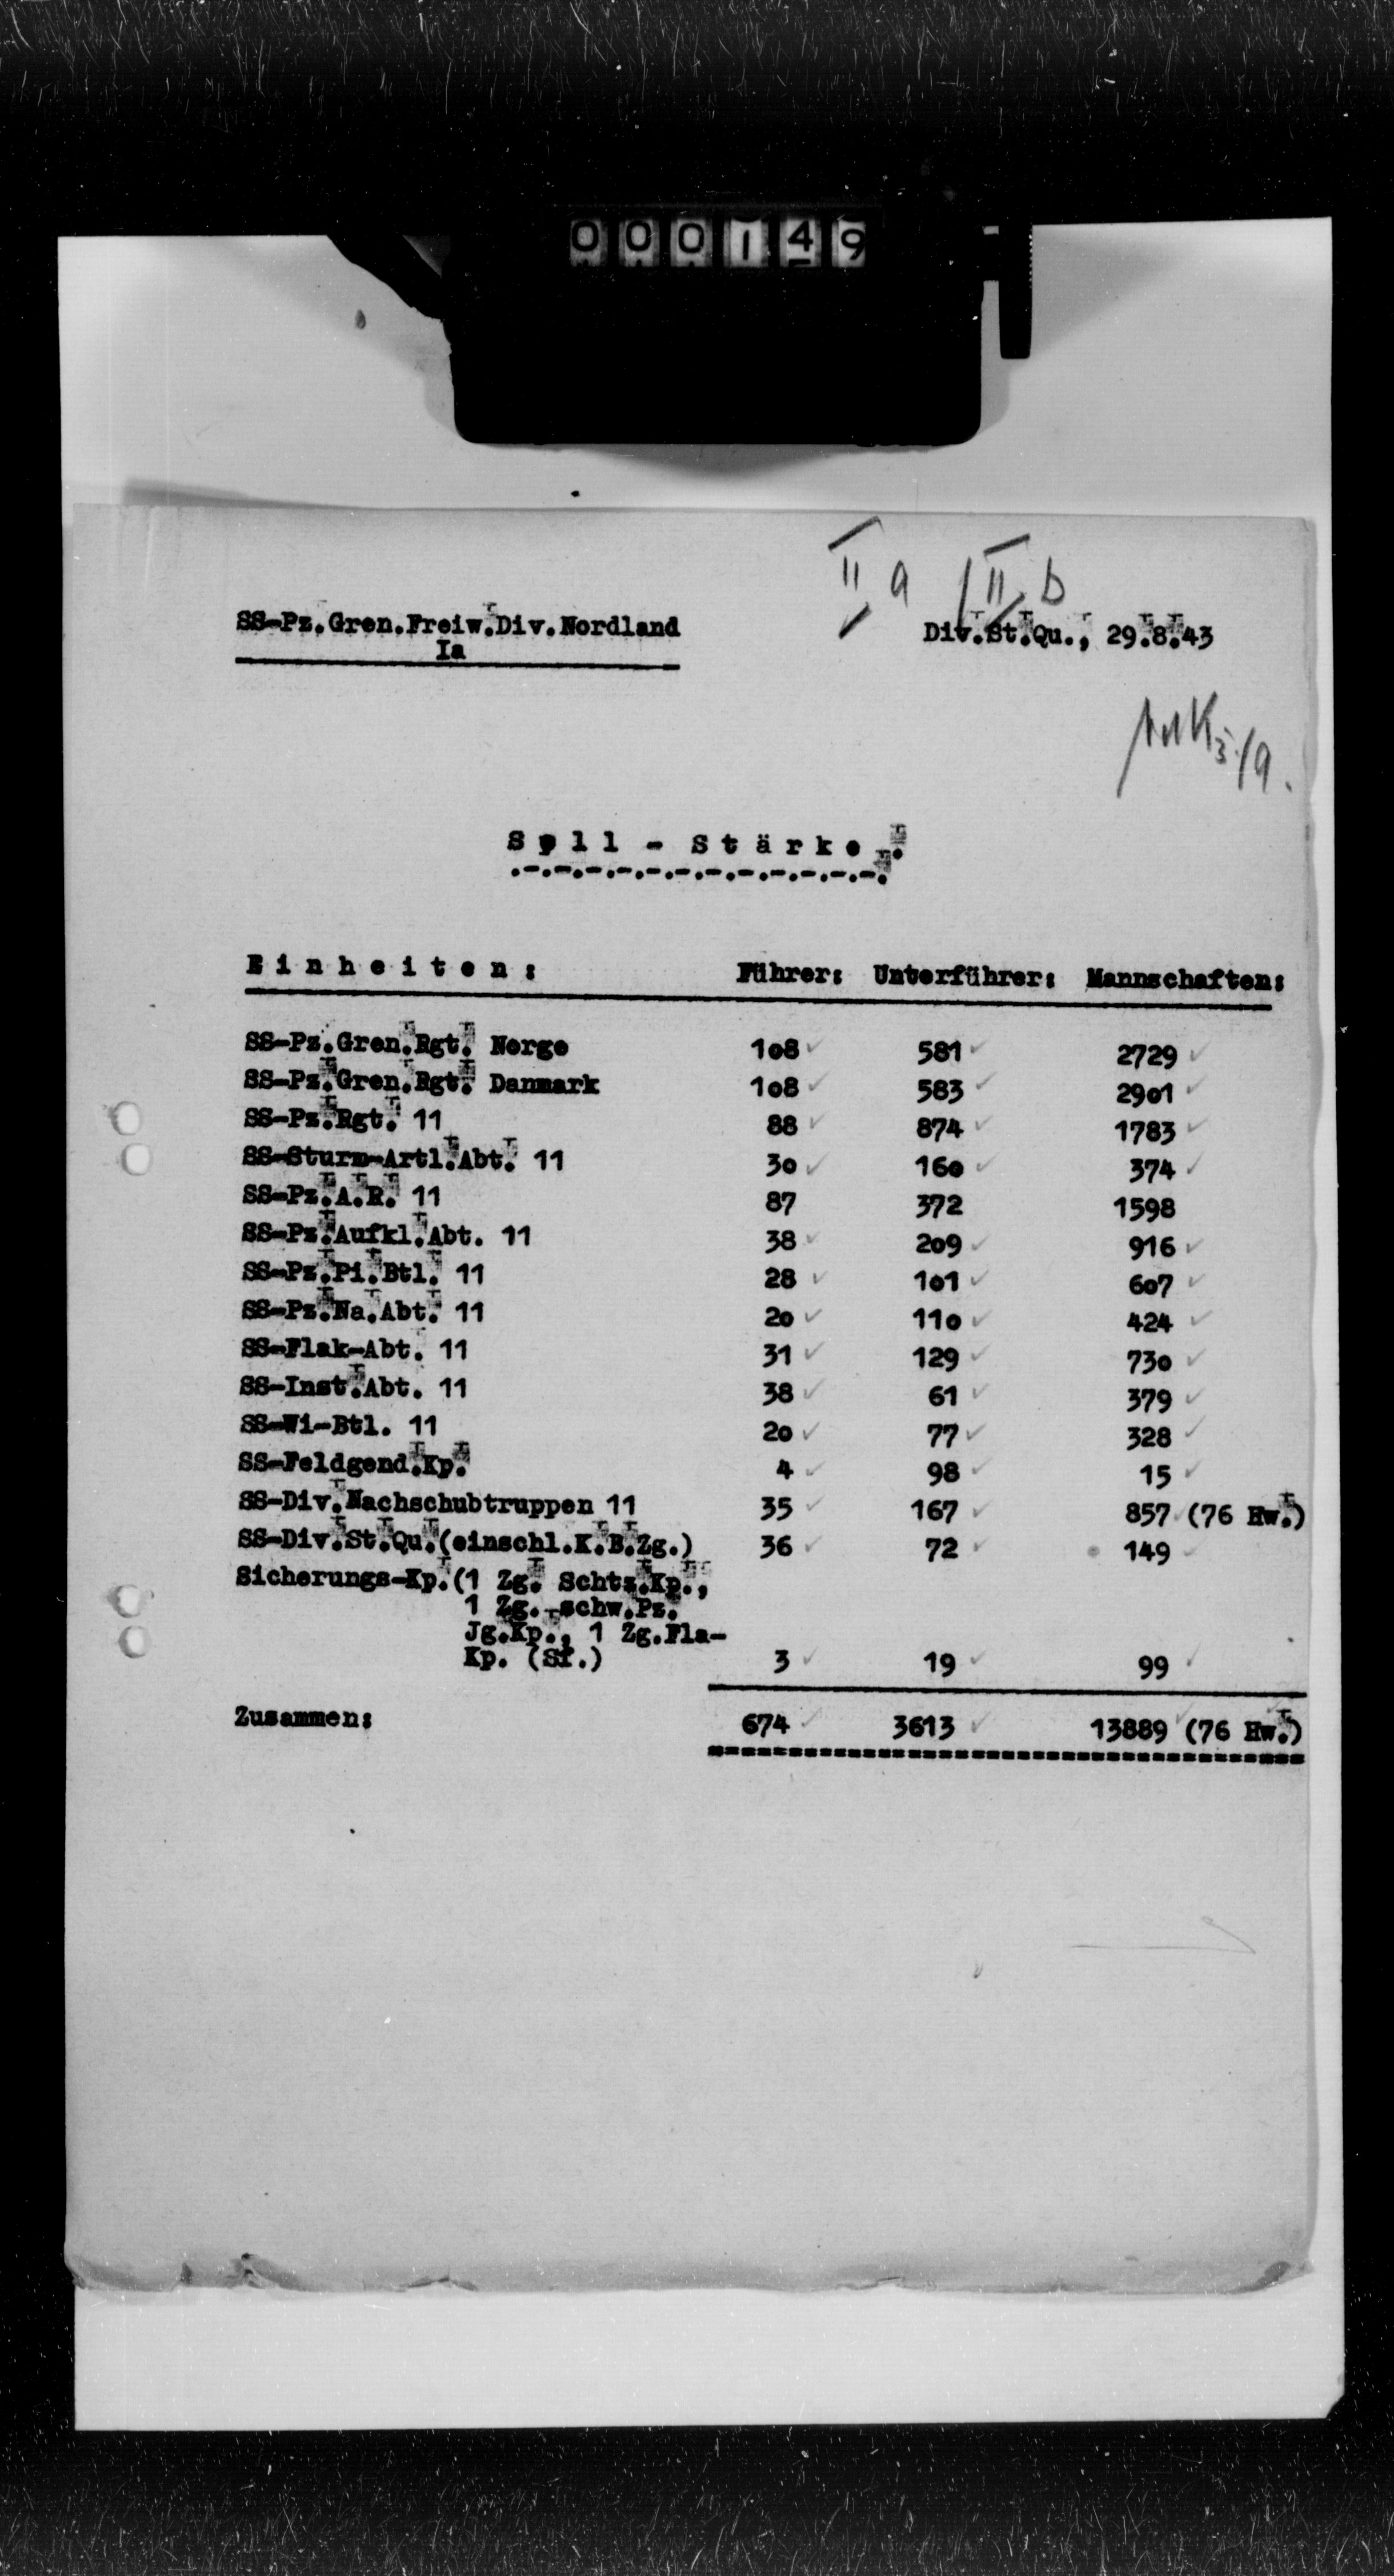 000149
II a / II b
SS-Pz.Gren.Freiw.Div.Nordland
Ia
Div.St.Qu., 29.8.43
S o l l - S t ä r k e .
E i n h e i t e n : Führer: Unterführer: Mannschaften:
SS-Pz.Gren.Rgt. Norge 108 581 2729
SS-Pz.Gren.Rgt. Danmark 108 583 2901
SS-Pz.Rgt. 11 88 874 1783
SS-Sturm-Artl.Abt. 11 30 160 374
SS-Pz.A.R. 11 87 372 1598
SS-Pz.Aufkl.Abt. 11 38 209 916
SS-Pz.Pi.Btl. 11 28 101 607
SS-Pz.Na.Abt. 11 20 110 424
SS-Flak-Abt. 11 31 129 730
SS-Inst.Abt. 11 38 61 379
SS-Wi-Btl. 11 20 77 328
SS-Feldgend.Kp. 4 98 15
SS-Div.Nachschubtruppen 11 35 167 857 (76 Hw.)
SS-Div.St.Qu.(einschl.K.B.Zg.) 36 72 149
Sicherungs-Kp.(1 Zg. Schtz.Kp.,
1 Zg. schw.Pz.
Jg.Kp., 1 Zg.Fla-
Kp. (Sf.) 3 19 99
Zusammen: 674 3613 13889 (76 Hw.)